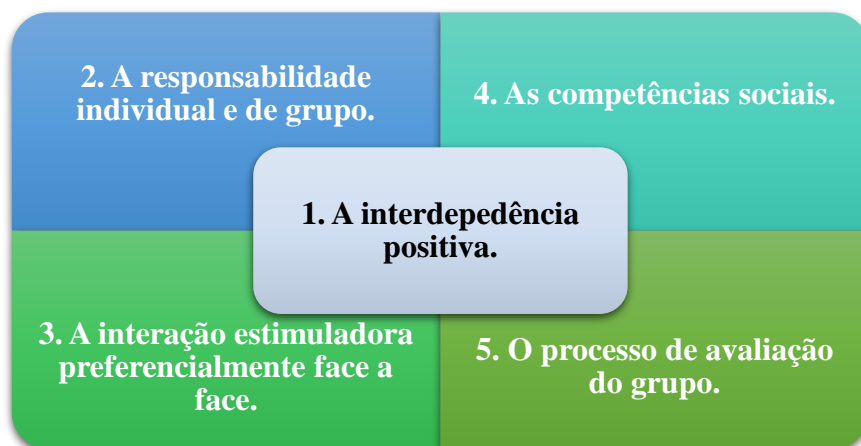 2. A responsabilidade
individual e de grupo.
4. As competências sociais.
1. A interdepedência
positiva.
3. A interação estimuladora
preferencialmente face a
face.
5. O processo de avaliação
do grupo.